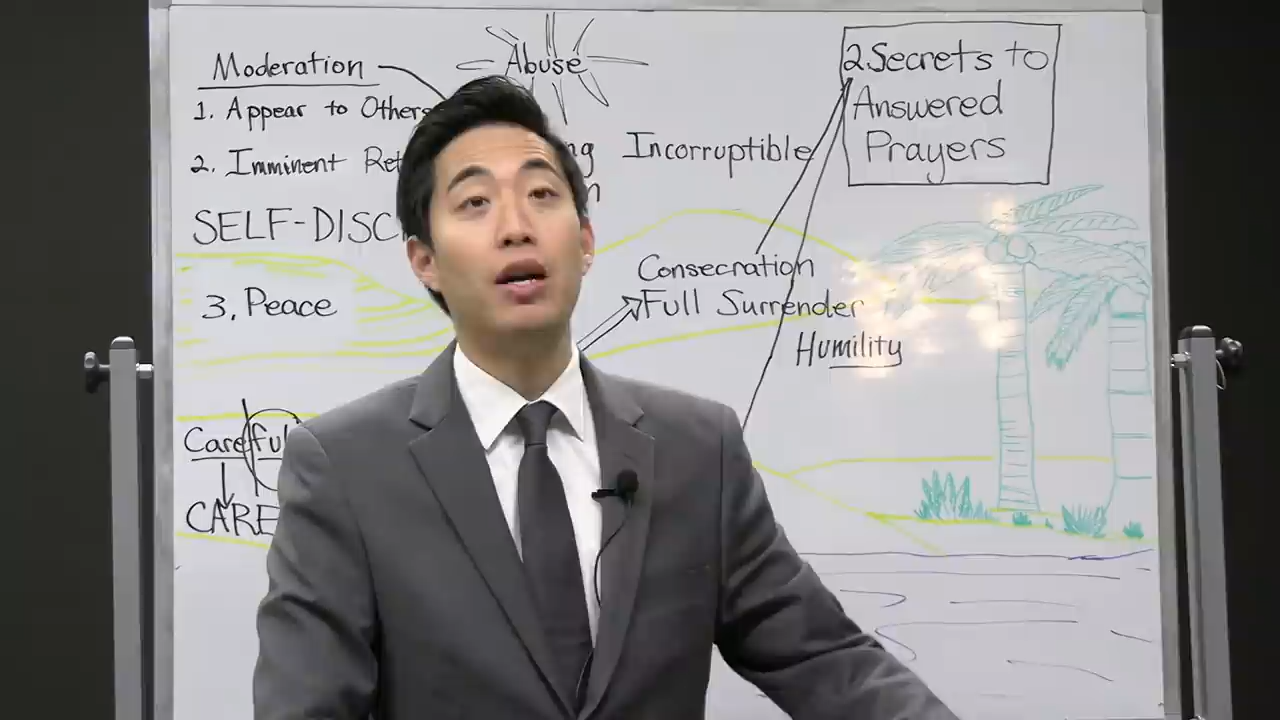 Moderation
1. Appear to Others
2. Imminent
SELF-DISC
3. Peace
Careful
CARE
Abuse
Incorruptible
Consecration
Full Surrender
Humility
2 Secrets to
Answered
Prayers